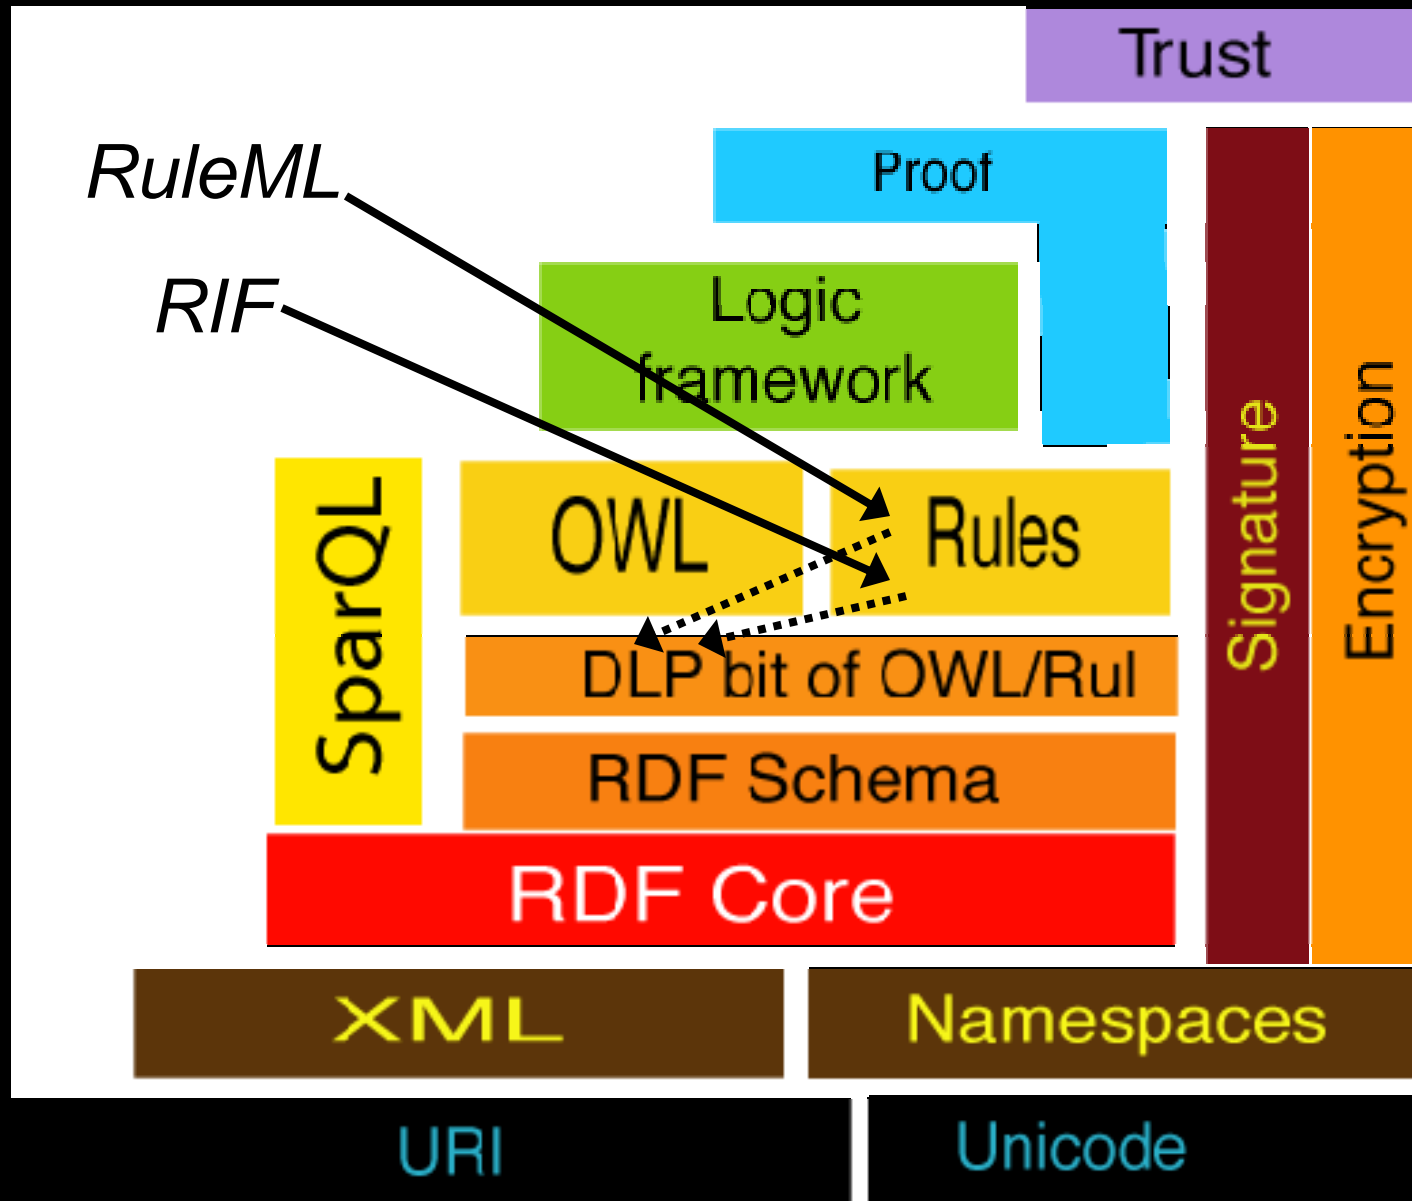 Trust
RuleML
Proof
RIF
Logic
framework
SparQL
OWL
Rules
Signature
Encryption
DLP bit of OWL/Rul
RDF Schema
RDF Core
XML
Namespaces
URI
Unicode